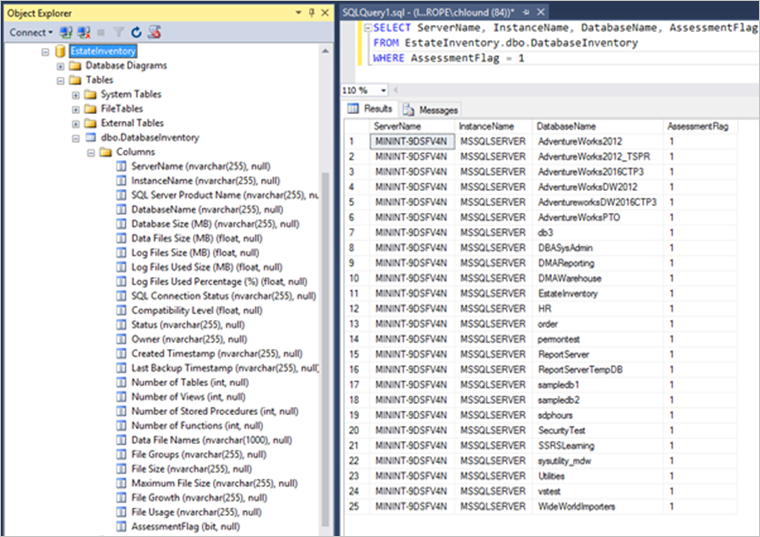 Object Explorer
Connect
EstateInventory
Database Diagrams
Tables
System Tables
FileTables
External Tables
dbo.DatabaseInventory
Columns
ServerName (nvarchar(255), null)
InstanceName (nvarchar(255), null)
SQL Server Product Name (nvarchar(255), null)
DatabaseName (nvarchar(255), null)
Database Size (MB) (float, null)
Data Files Size (MB) (float, null)
Log Files Size (MB) (float, null)
Log Files Used Size (MB) (float, null)
Log Files Used Percentage (%) (float, null)
SQL Connection Status (nvarchar(255), null)
Compatibility Level (float, null)
Status (nvarchar(255), null)
Owner (nvarchar(255), null)
Created Timestamp (nvarchar(255), null)
Last Backup Timestamp (nvarchar(255), null)
Number of Tables (int, null)
Number of Views (int, null)
Number of Stored Procedures (int, null)
Number of Functions (int, null)
Data File Names (nvarchar(1000), null)
File Groups (nvarchar(255), null)
File Size (nvarchar(255), null)
Maximum File Size (nvarchar(255), null)
File Growth (nvarchar(255), null)
File Usage (nvarchar(255), null)
AssessmentFlag (bit, null)
SQLQuery1.sql - (l...ROPE\chlound (84))*
SELECT ServerName, InstanceName, DatabaseName, AssessmentFlag
FROM EstateInventory.dbo.DatabaseInventory
WHERE AssessmentFlag = 1
110 %
Results Messages
ServerName InstanceName DatabaseName AssessmentFlag
1 MININT-9DSFV4N MSSQLSERVER AdventureWorks2012 1
2 MININT-9DSFV4N MSSQLSERVER AdventureWorks2012_TSPR 1
3 MININT-9DSFV4N MSSQLSERVER AdventureWorks2016CTP3 1
4 MININT-9DSFV4N MSSQLSERVER AdventureWorksDW2012 1
5 MININT-9DSFV4N MSSQLSERVER AdventureworksDW2016CTP3 1
6 MININT-9DSFV4N MSSQLSERVER AdventureWorksPTO 1
7 MININT-9DSFV4N MSSQLSERVER db3 1
8 MININT-9DSFV4N MSSQLSERVER DBASysAdmin 1
9 MININT-9DSFV4N MSSQLSERVER DMAReporting 1
10 MININT-9DSFV4N MSSQLSERVER DMAWarehouse 1
11 MININT-9DSFV4N MSSQLSERVER EstateInventory 1
12 MININT-9DSFV4N MSSQLSERVER HR 1
13 MININT-9DSFV4N MSSQLSERVER order 1
14 MININT-9DSFV4N MSSQLSERVER permontest 1
15 MININT-9DSFV4N MSSQLSERVER ReportServer 1
16 MININT-9DSFV4N MSSQLSERVER ReportServerTempDB 1
17 MININT-9DSFV4N MSSQLSERVER sampledb1 1
18 MININT-9DSFV4N MSSQLSERVER sampledb2 1
19 MININT-9DSFV4N MSSQLSERVER sdphours 1
20 MININT-9DSFV4N MSSQLSERVER SecurityTest 1
21 MININT-9DSFV4N MSSQLSERVER SSRSLearning 1
22 MININT-9DSFV4N MSSQLSERVER sysutility_mdw 1
23 MININT-9DSFV4N MSSQLSERVER Utilities 1
24 MININT-9DSFV4N MSSQLSERVER vstest 1
25 MININT-9DSFV4N MSSQLSERVER WideWorldImporters 1